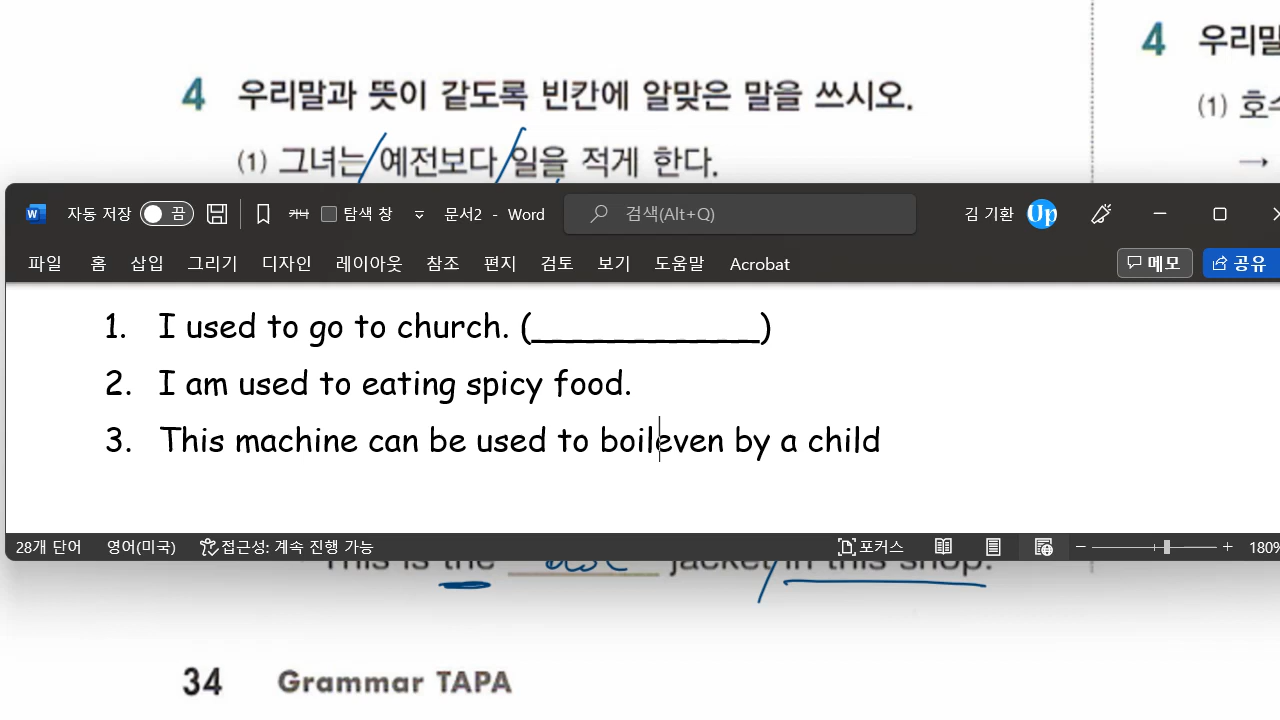 4 우리말과 뜻이 같도록 빈칸에 알맞은 말을 쓰시오.
(1) 그녀는/예전보다/일을 적게 한다.
4 우리말
(1) 호수
→
자동 저장 끔 가나 탐색 창 문서2 - Word 검색(Alt+Q) 김 기환 Up
파일 홈 삽입 그리기 디자인 레이아웃 참조 편지 검토 보기 도움말 Acrobat 메모 공유
1. I used to go to church. (____________)
2. I am used to eating spicy food.
3. This machine can be used to boileven by a child
28개 단어 영어(미국) 접근성: 계속 진행 가능 포커스 180%
This is the best jacket/in this shop.
34 Grammar TAPA